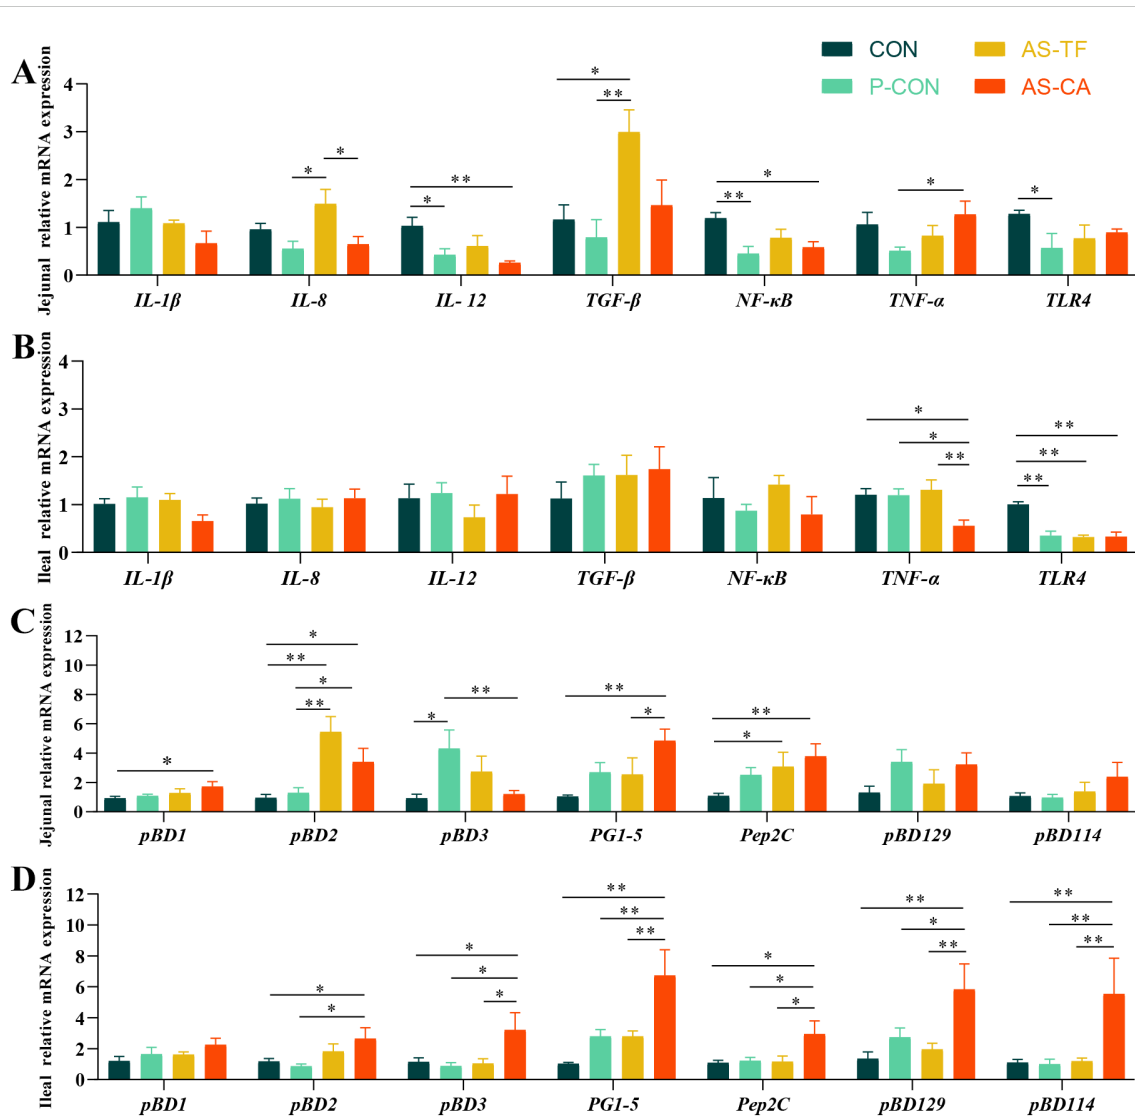 CON AS-TF
P-CON AS-CA
A
Jejunal relative mRNA expression
4
3
2
1
0
* ** * * * ** * ** ** * * *
IL-1β IL-8 IL- 12 TGF-β NF-κB TNF-α TLR4
B
Ileal relative mRNA expression
4
3
2
1
0
* * ** ** ** **
IL-1β IL-8 IL-12 TGF-β NF-κB TNF-α TLR4
C
Jejunal relative mRNA expression
12
10
8
6
4
2
0
* * ** * ** * ** ** * ** *
pBD1 pBD2 pBD3 PG1-5 Pep2C pBD129 pBD114
D
Ileal relative mRNA expression
12
10
8
6
4
2
0
* * * * * ** ** ** * * * ** * ** ** ** **
pBD1 pBD2 pBD3 PG1-5 Pep2C pBD129 pBD114